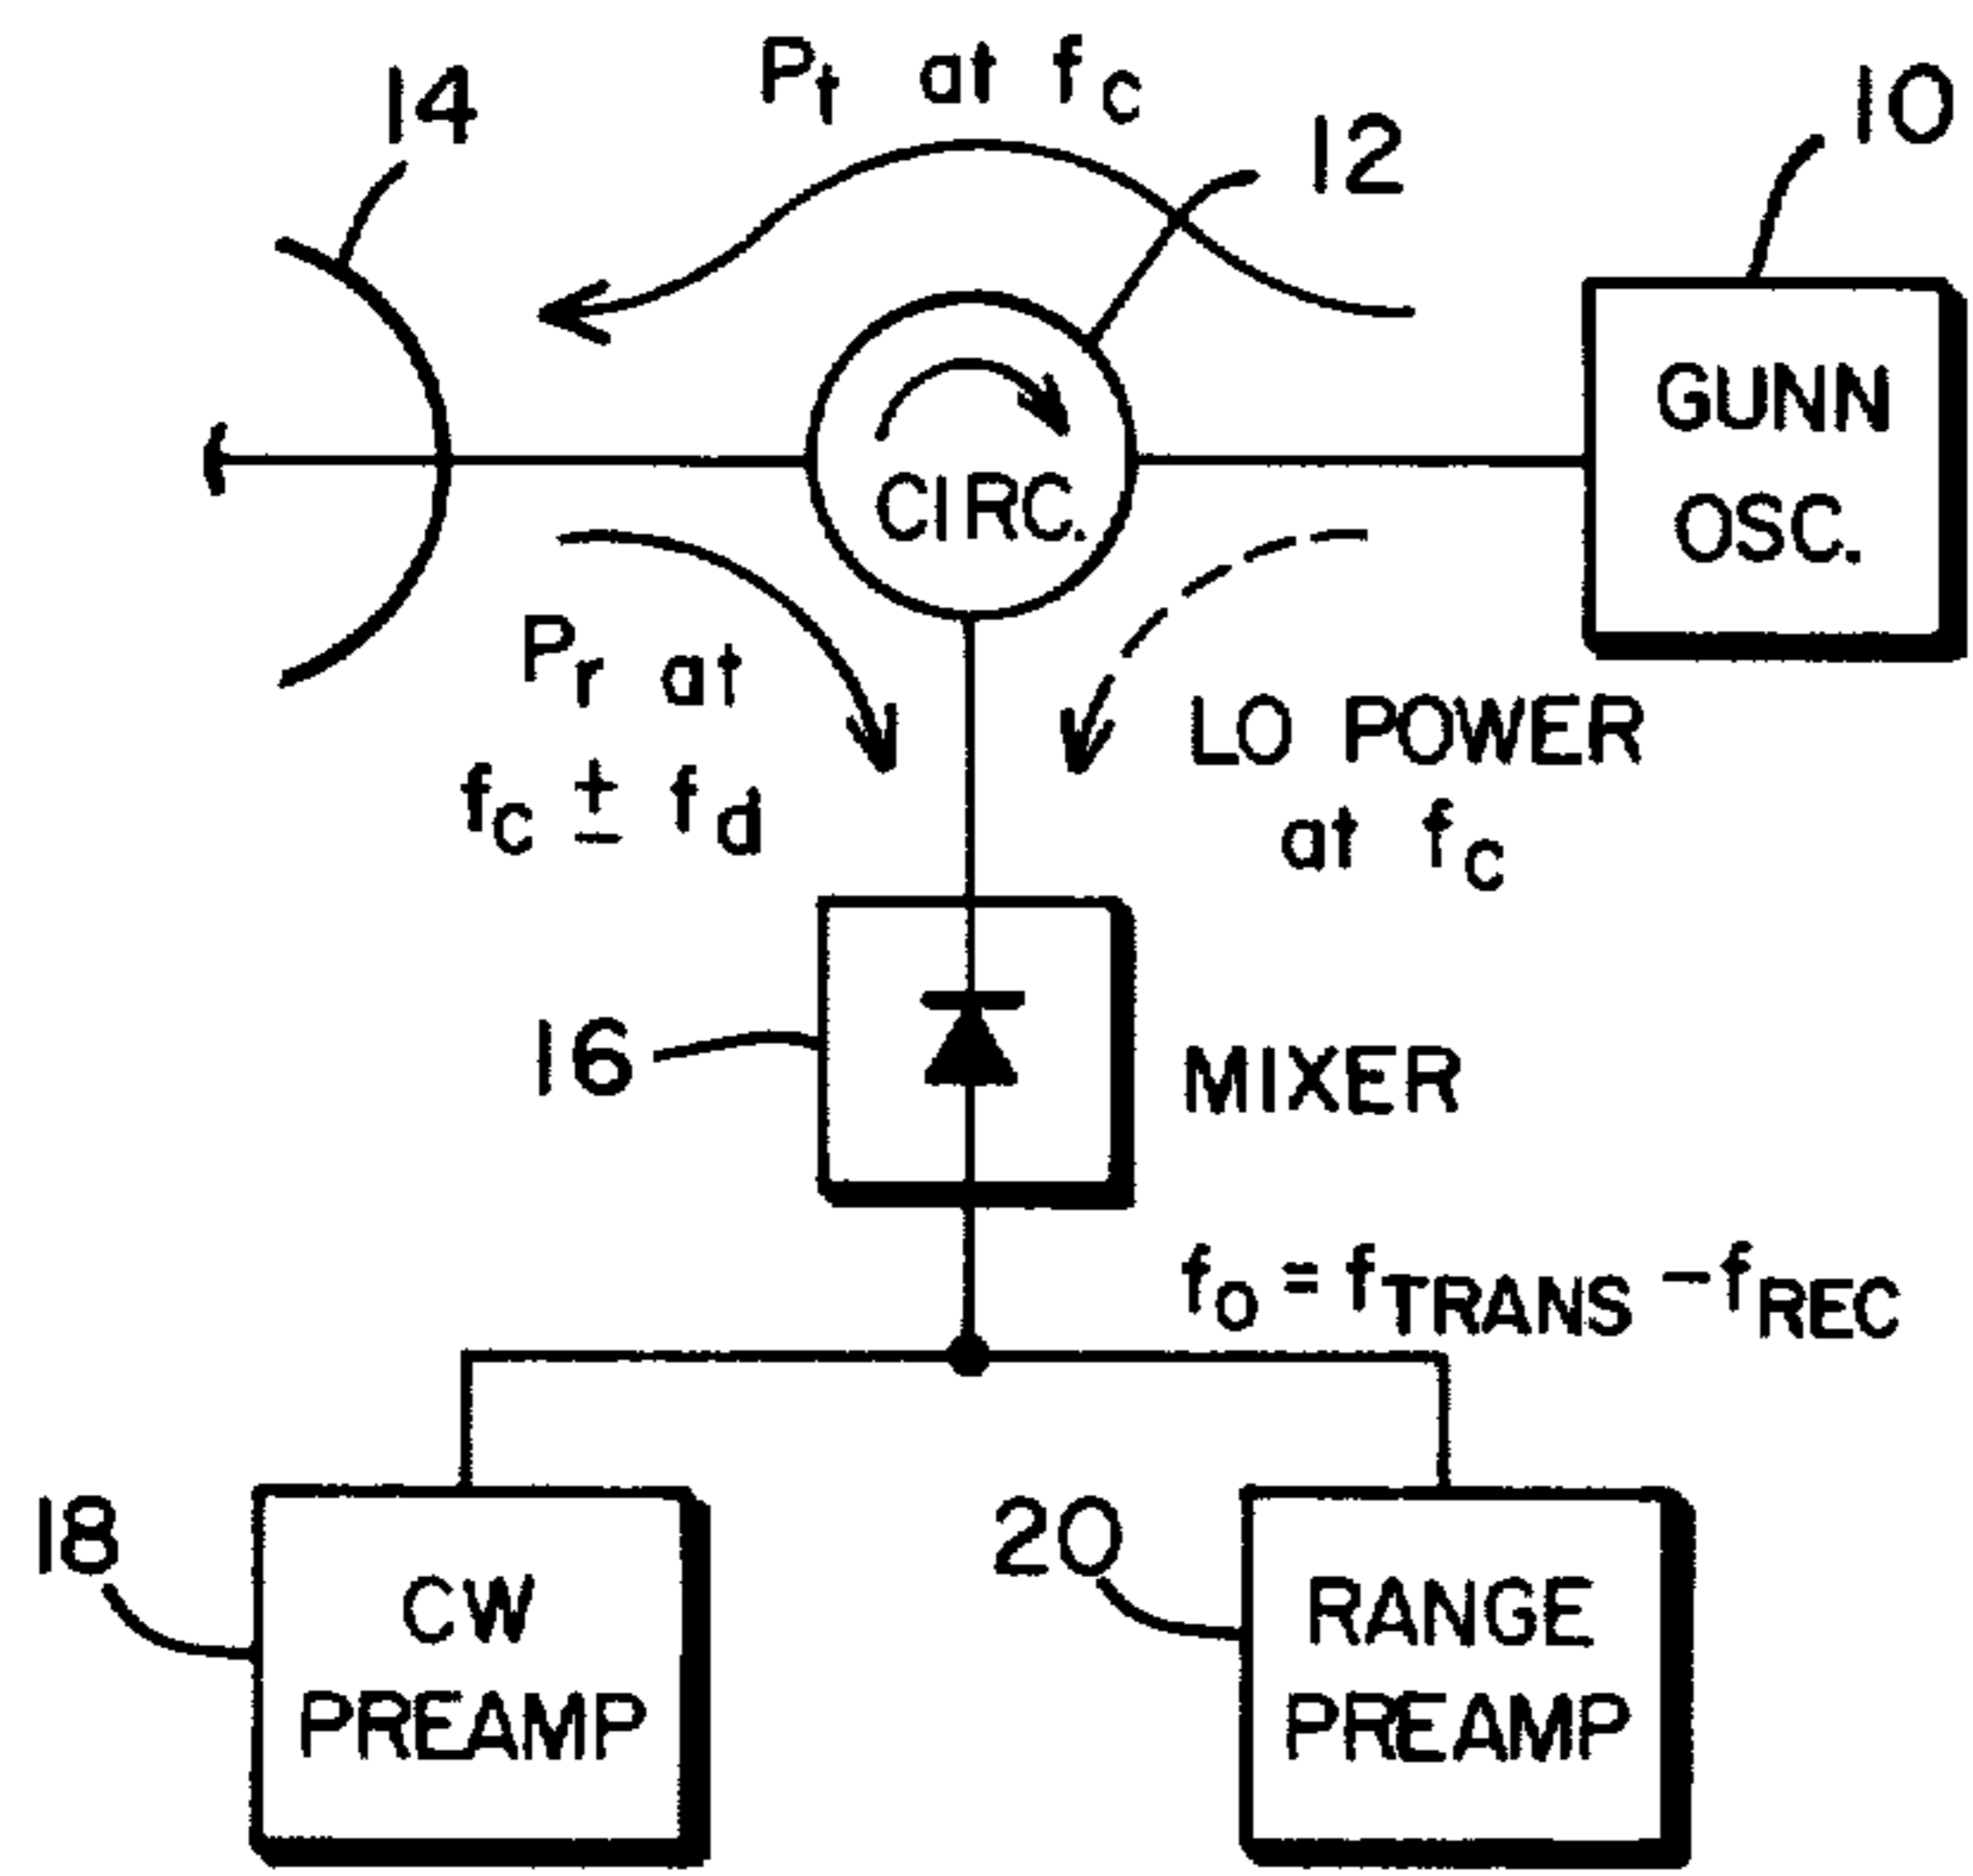 14
Pt at fc
12
10
GUNN
OSC.
CIRC.
Pr at
fc ± fd
LO POWER
at fc
16
MIXER
fo = fTRANS - fREC
18
CW
PREAMP
20
RANGE
PREAMP